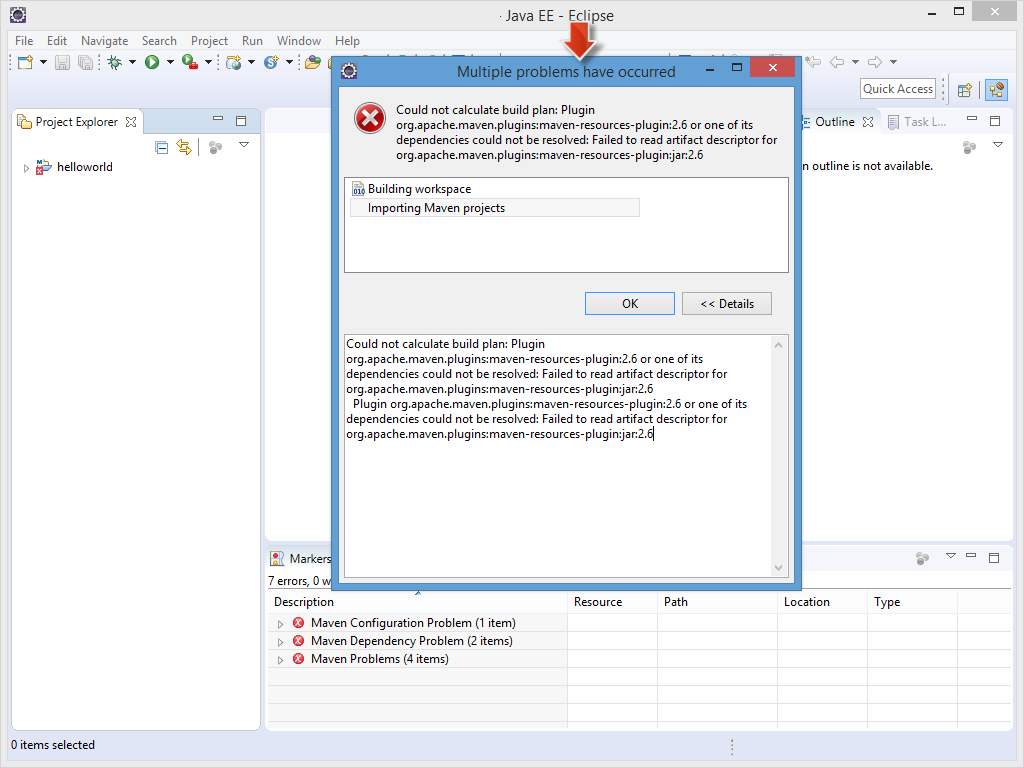 Java EE - Eclipse
File Edit Navigate Search Project Run Window Help
Quick Access
Project Explorer
helloworld
Outline
Task L...
n outline is not available.
Multiple problems have occurred
Could not calculate build plan: Plugin
org.apache.maven.plugins:maven-resources-plugin:2.6 or one of its
dependencies could not be resolved: Failed to read artifact descriptor for
org.apache.maven.plugins:maven-resources-plugin:jar:2.6
010 Building workspace
Importing Maven projects
OK << Details
Could not calculate build plan: Plugin
org.apache.maven.plugins:maven-resources-plugin:2.6 or one of its
dependencies could not be resolved: Failed to read artifact descriptor for
org.apache.maven.plugins:maven-resources-plugin:jar:2.6
Plugin org.apache.maven.plugins:maven-resources-plugin:2.6 or one of its
dependencies could not be resolved: Failed to read artifact descriptor for
org.apache.maven.plugins:maven-resources-plugin:jar:2.6
Markers
7 errors, 0 w
Description Resource Path Location Type
Maven Configuration Problem (1 item)
Maven Dependency Problem (2 items)
Maven Problems (4 items)
0 items selected